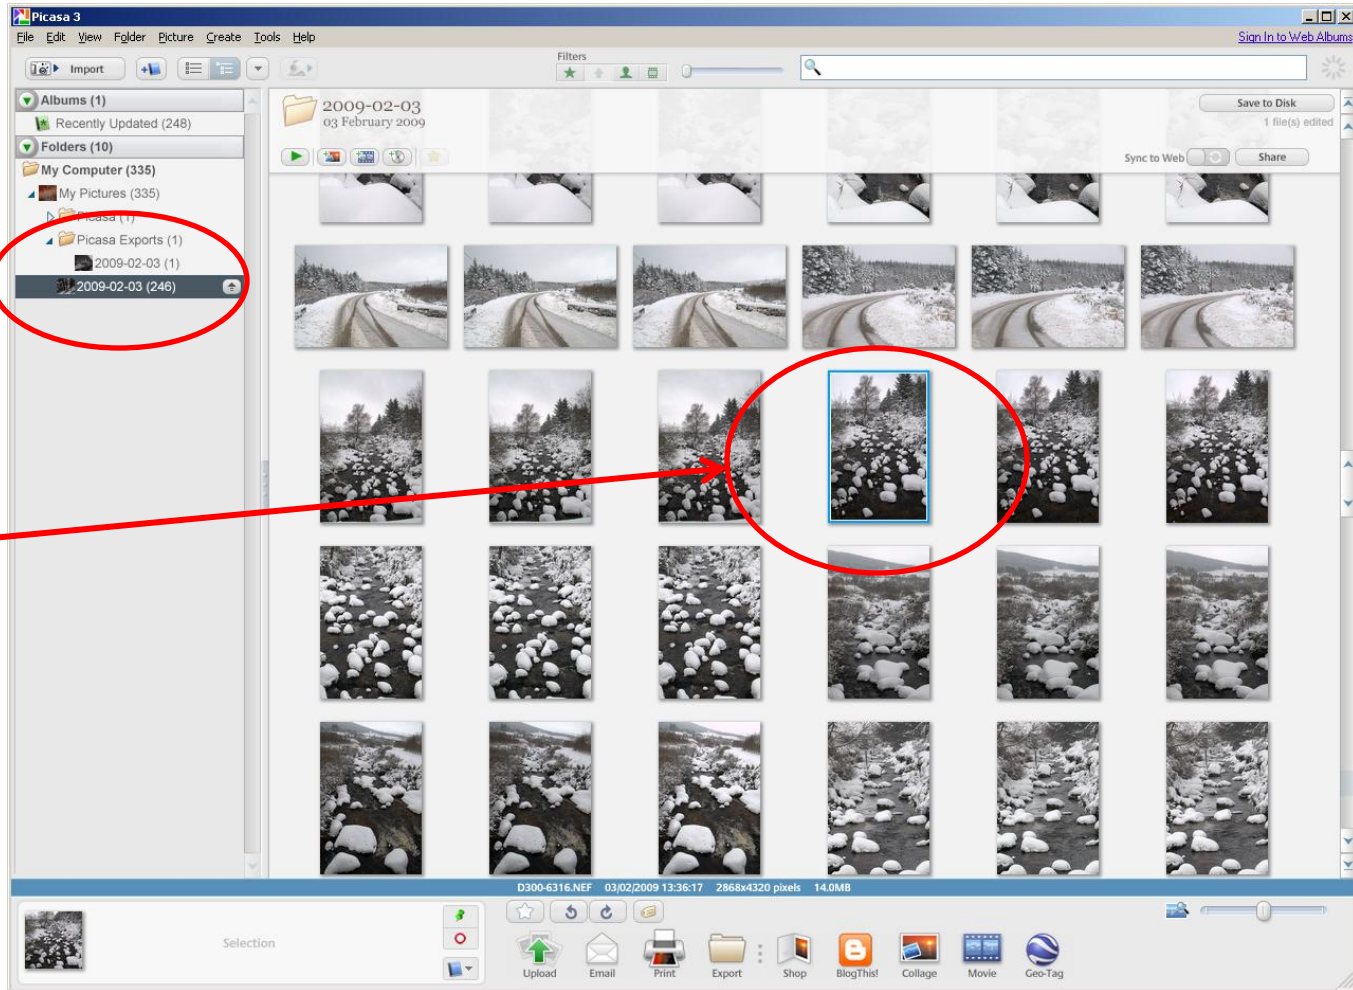 Picasa 3
File Edit View Folder Picture Create Tools Help
Sign In to Web Albums
Import
Filters
Albums (1)
Recently Updated (248)
Folders (10)
My Computer (335)
My Pictures (335)
Picasa (1)
Picasa Exports (1)
2009-02-03 (1)
2009-02-03 (246)
2009-02-03
03 February 2009
Save to Disk
1 file(s) edited
Sync to Web
Share
D300-6316.NEF 03/02/2009 13:36:17 2868x4320 pixels 14.0MB
Selection
Upload Email Print Export Shop BlogThis! Collage Movie Geo-Tag